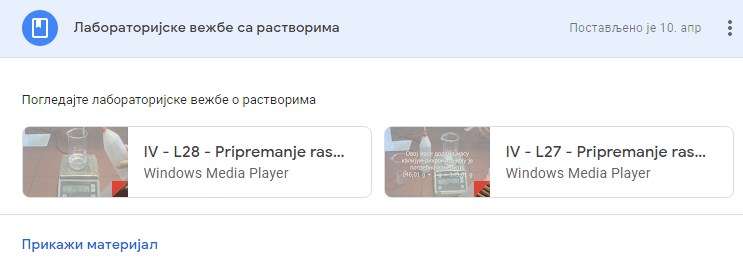 Лабораторијске вежбе са растворима
Постављено је 10. апр
Погледајте лабораторијске вежбе о растворима
IV - L28 - Pripremanje ras...
Windows Media Player
IV - L27 - Pripremanje ras...
Windows Media Player
Прикажи материјал